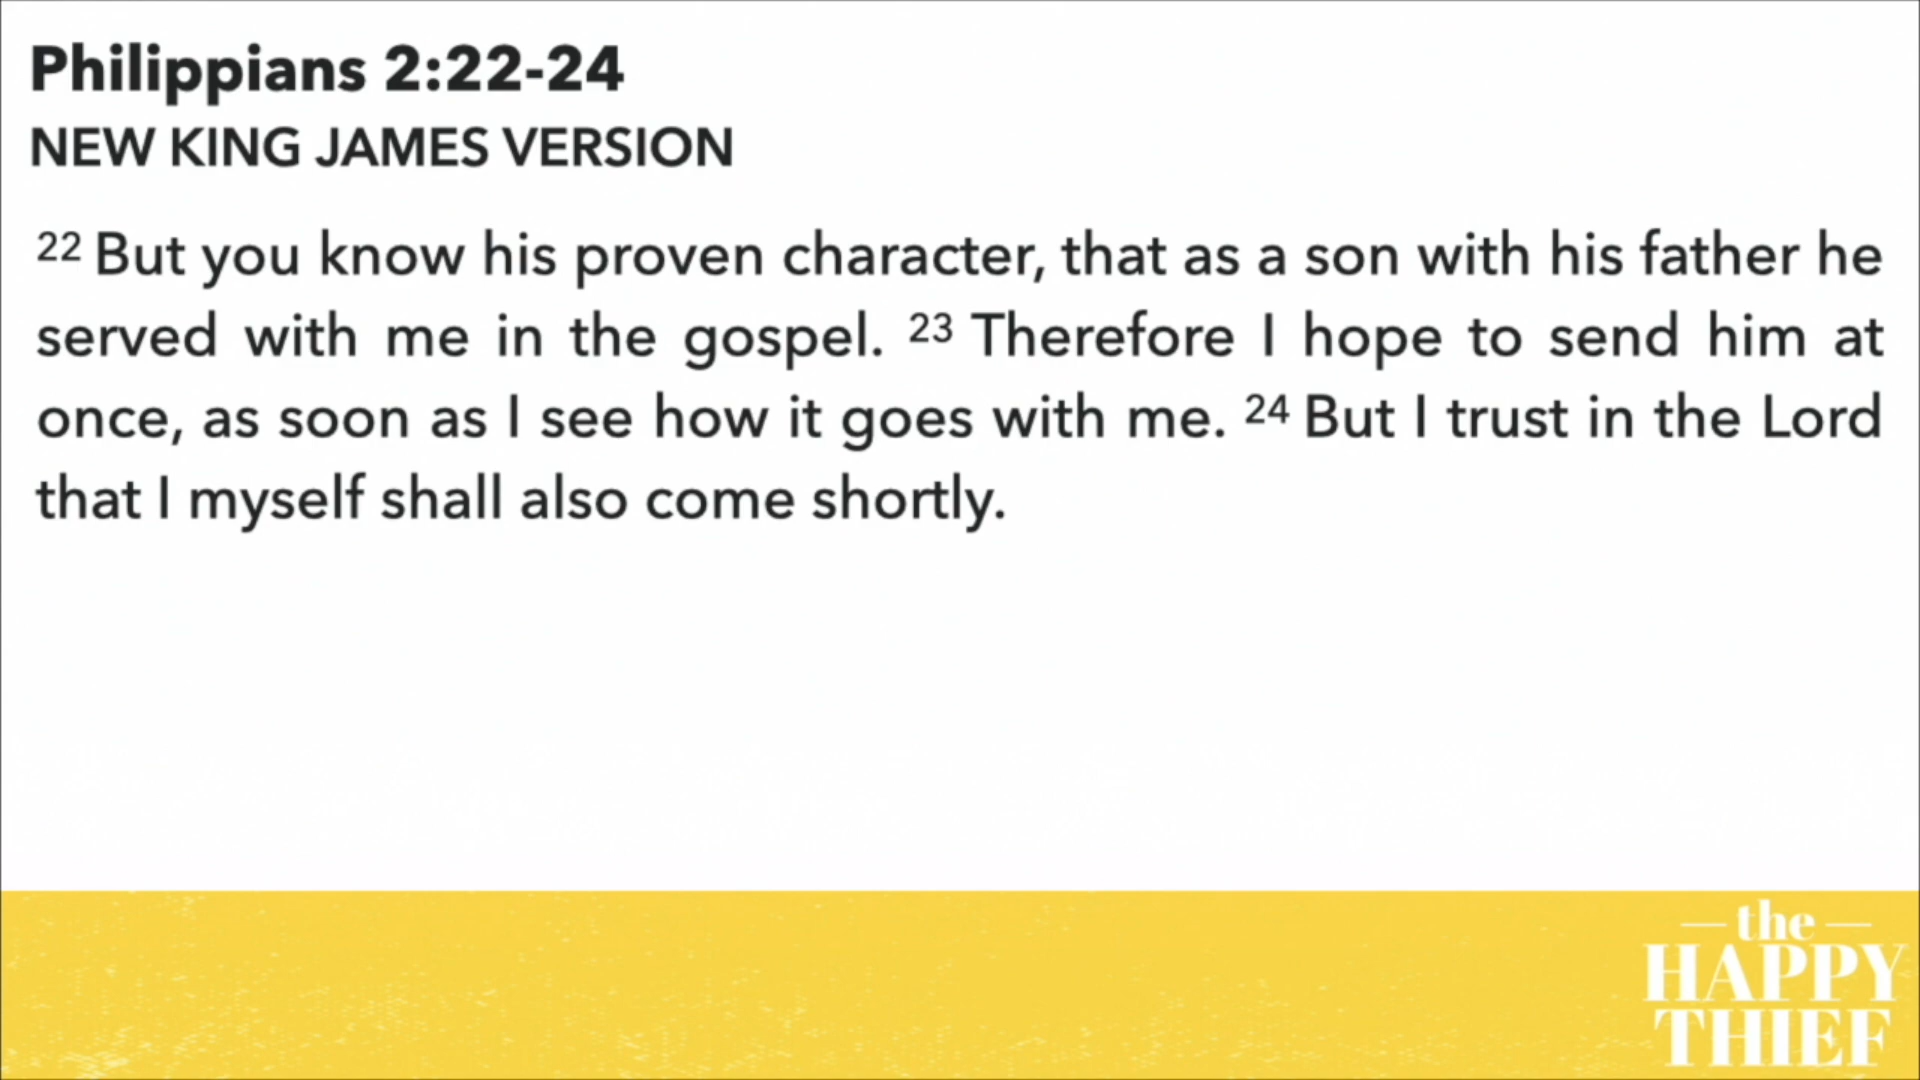 Philippians 2:22-24
NEW KING JAMES VERSION
22 But you know his proven character, that as a son with his father he
served with me in the gospel. 23 Therefore I hope to send him at
once, as soon as I see how it goes with me. 24 But I trust in the Lord
that I myself shall also come shortly.
the
HAPPY
THIEF